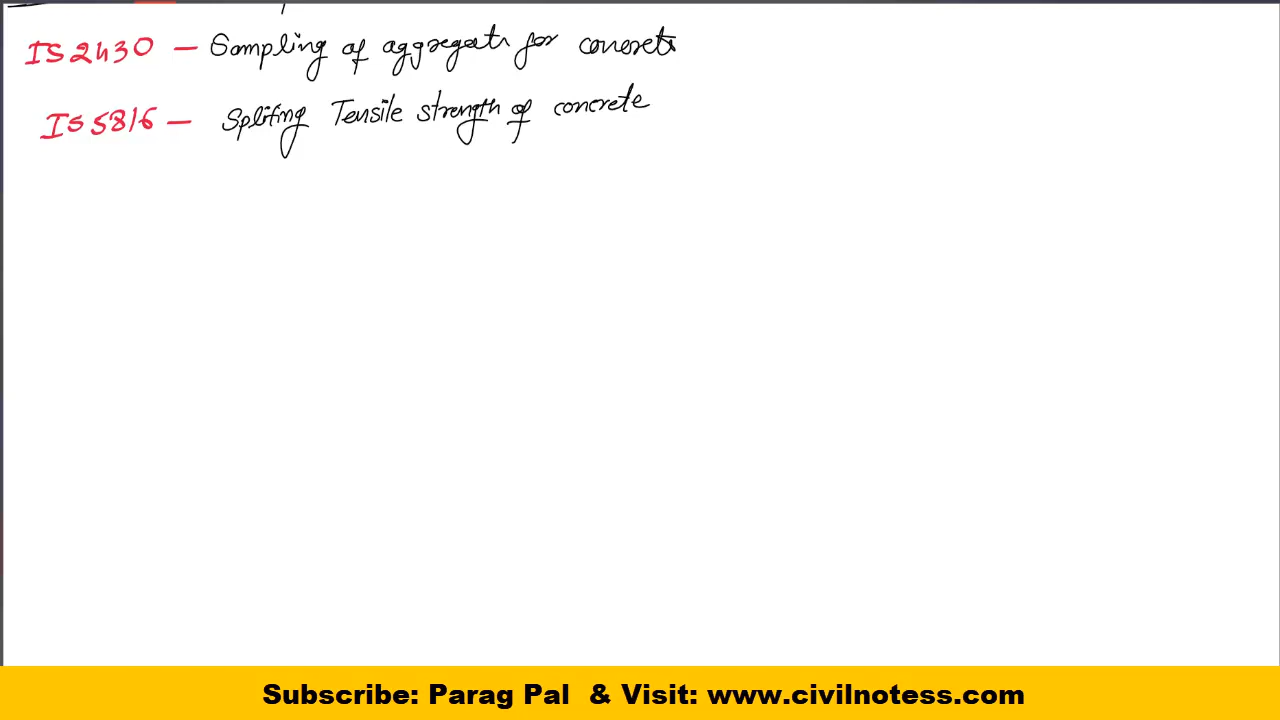 IS 2430 — Sampling of aggregate for concrete
IS 5816 — Spliting Tensile strength of concrete
Subscribe: Parag Pal & Visit: www.civilnotess.com